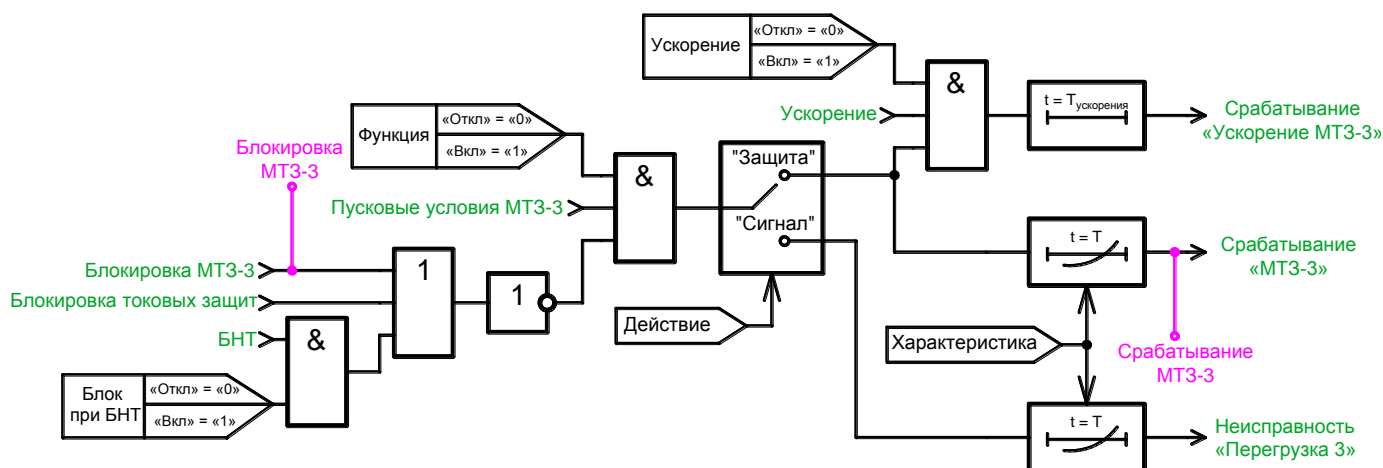 Ускорение
«Откл» = «0»
«Вкл» = «1»
&
Ускорение
t = Tускорения
Срабатывание
«Ускорение МТЗ-3»
Функция
«Откл» = «0»
«Вкл» = «1»
Блокировка
МТЗ-3
&
Пусковые условия МТЗ-3
"Защита"
"Сигнал"
Блокировка МТЗ-3
Блокировка токовых защит
1
1
БНТ
&
Блок
при БНТ
«Откл» = «0»
«Вкл» = «1»
Действие
t = T
Срабатывание
«МТЗ-3»
Характеристика
Срабатывание
МТЗ-3
t = T
Неисправность
«Перегрузка 3»